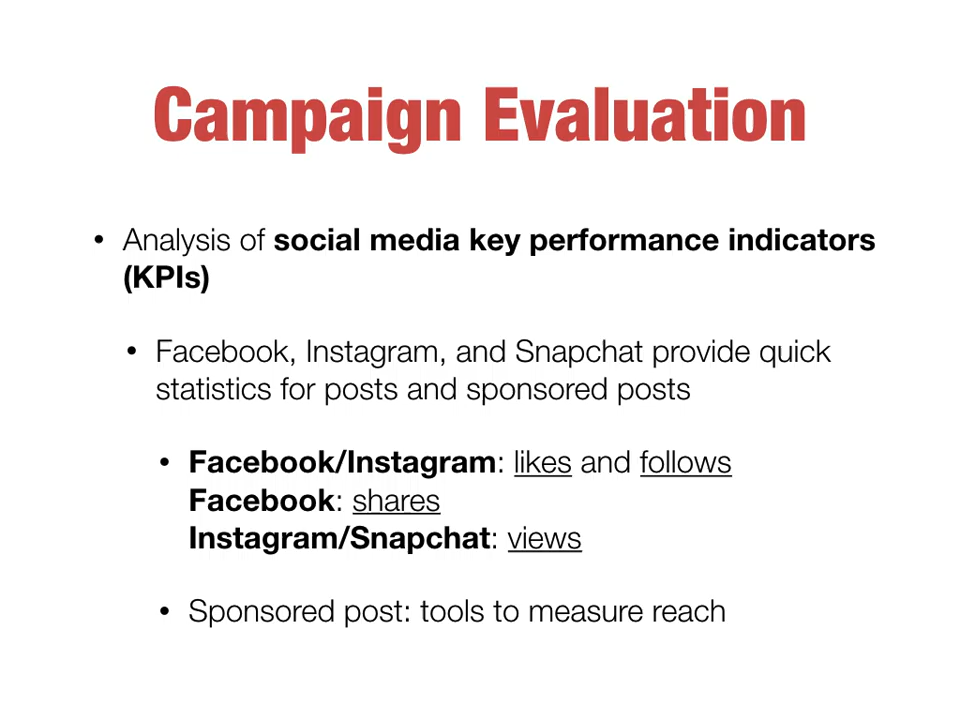 Campaign Evaluation
• Analysis of social media key performance indicators
(KPIs)
• Facebook, Instagram, and Snapchat provide quick
statistics for posts and sponsored posts
• Facebook/Instagram: likes and follows
Facebook: shares
Instagram/Snapchat: views
• Sponsored post: tools to measure reach